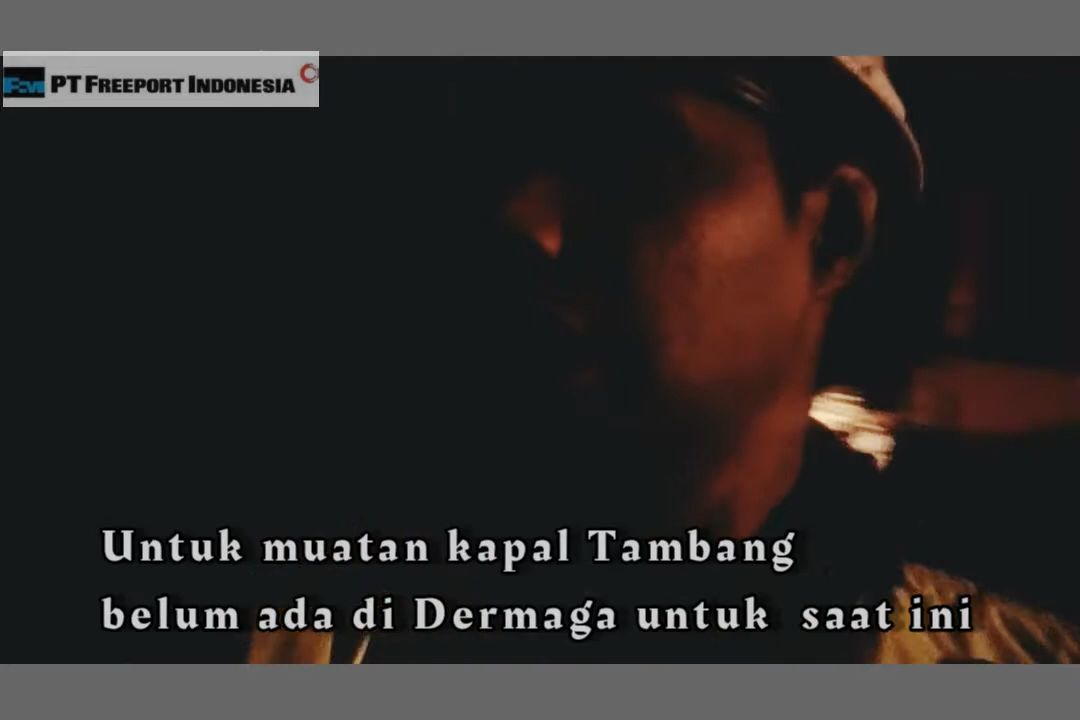 PT FREEPORT INDONESIA
Untuk muatan kapal Tambang
belum ada di Dermaga untuk saat ini